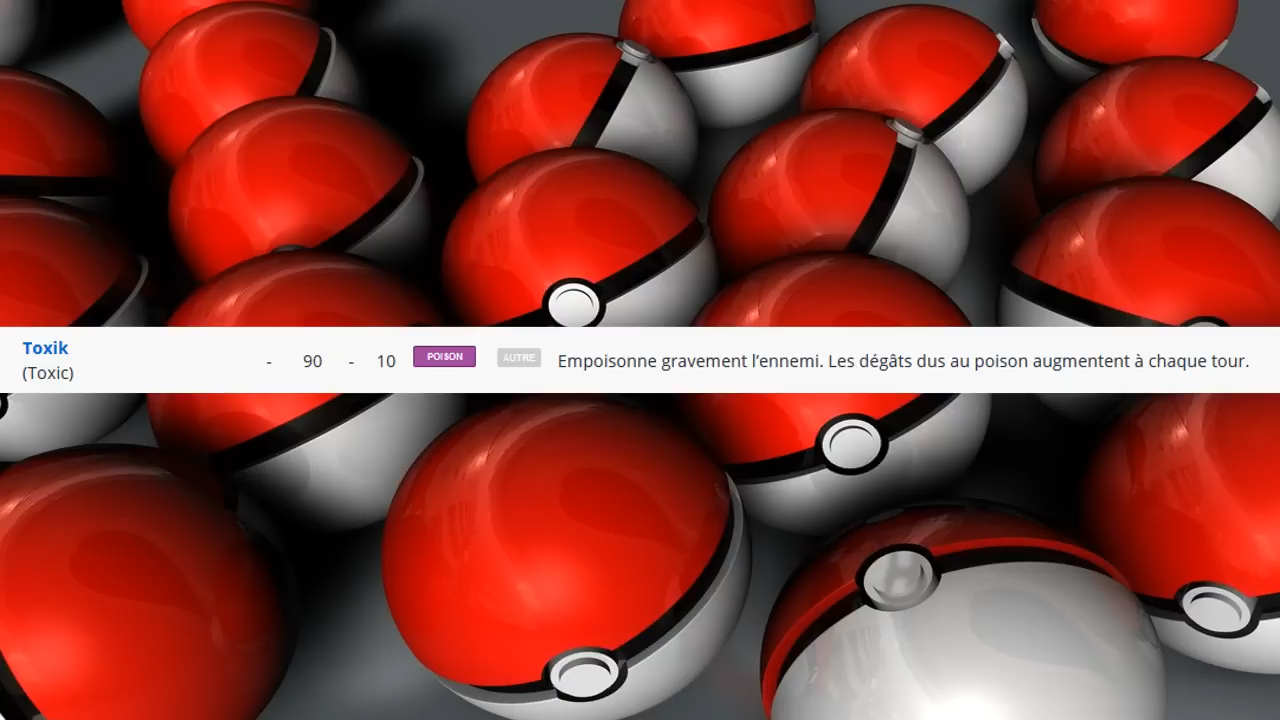 Toxik
(Toxic)
- 90 - 10 POISON AUTRE Empoisonne gravement l’ennemi. Les dégâts dus au poison augmentent à chaque tour.